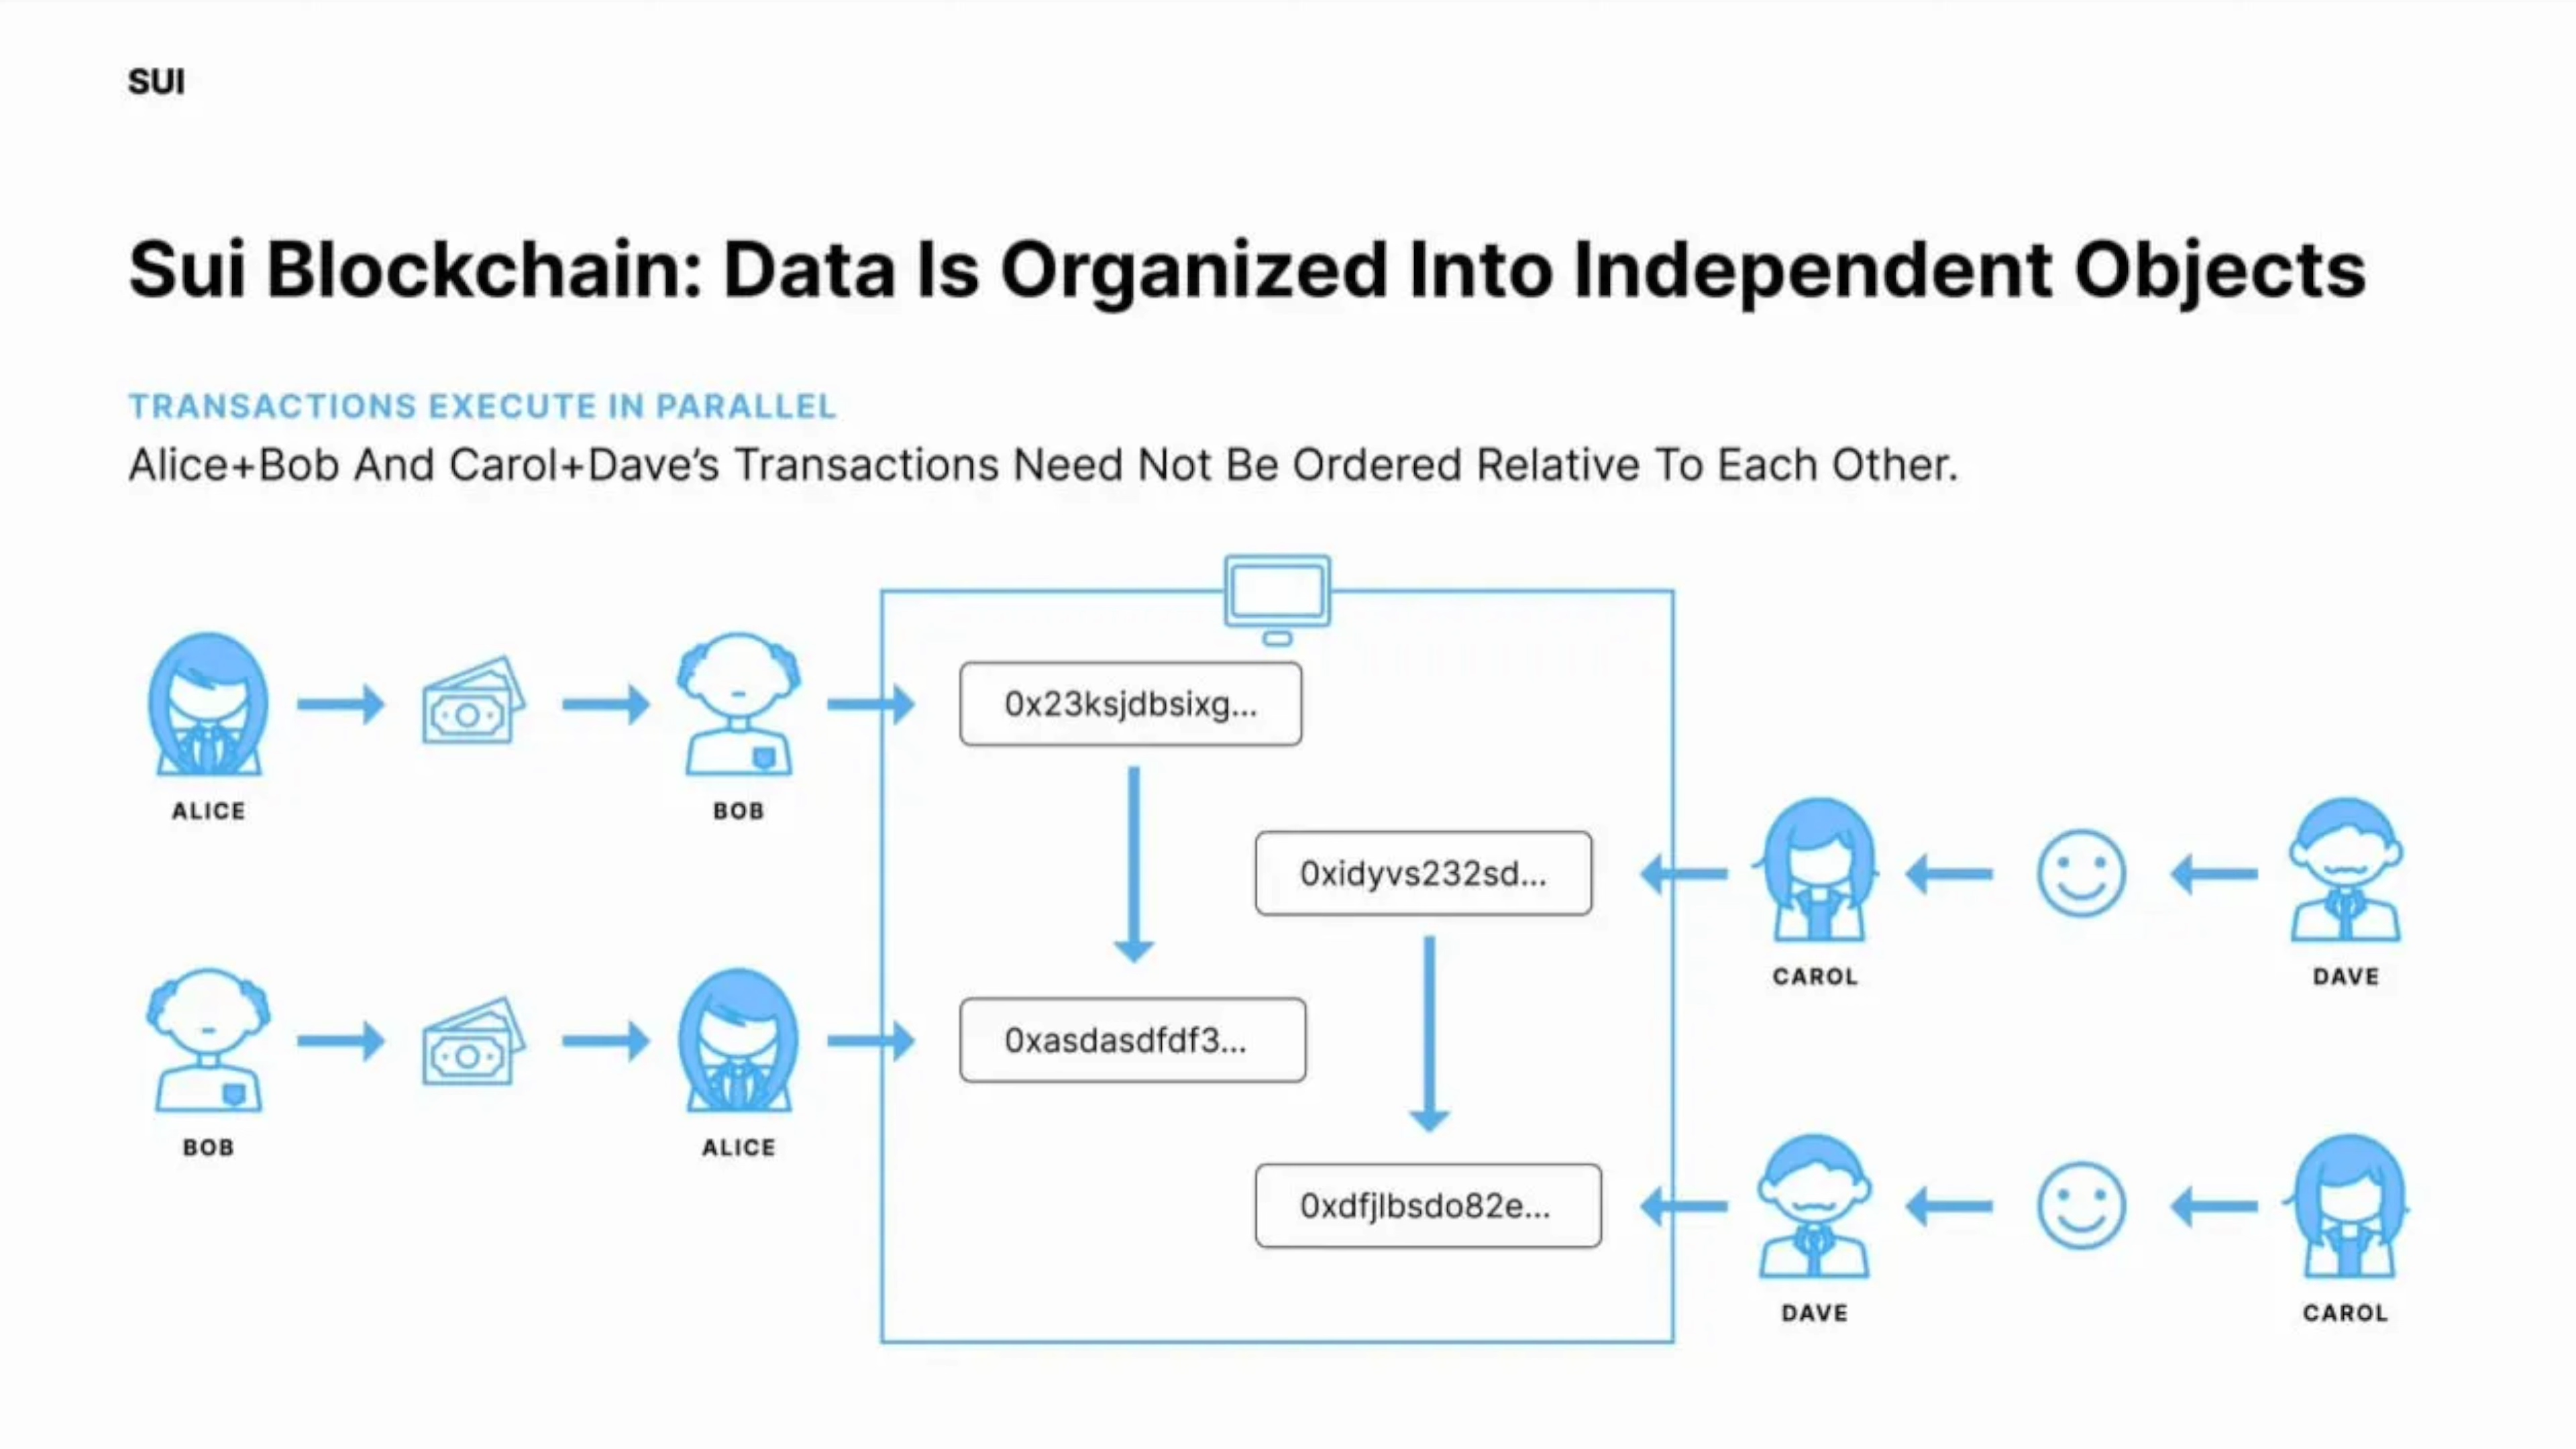 SUI
Sui Blockchain: Data Is Organized Into Independent Objects
TRANSACTIONS EXECUTE IN PARALLEL
Alice+Bob And Carol+Dave’s Transactions Need Not Be Ordered Relative To Each Other.
0x23ksjdbsixg...
ALICE
BOB
0xidyvs232sd...
CAROL
DAVE
0xasdasdfdf3...
BOB
ALICE
0xdfjlbsdo82e...
DAVE
CAROL